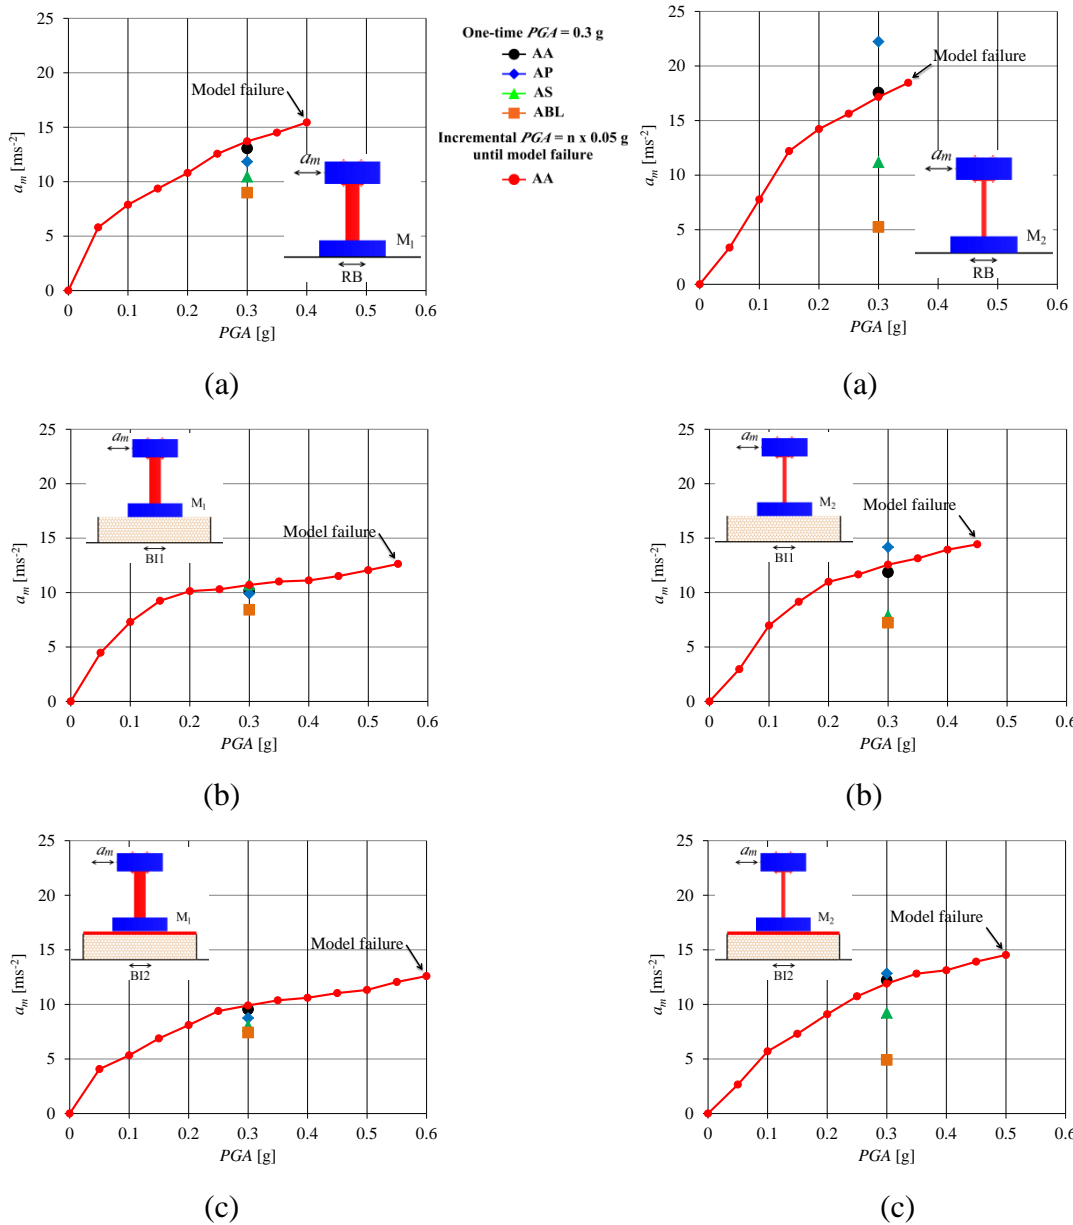 25
20
15
10
5
0
a_m [ms⁻²]
Model failure
a_m
M₁
RB
0 0.1 0.2 0.3 0.4 0.5 0.6
PGA [g]
(a)
One-time PGA = 0.3 g
AA
AP
AS
ABL
Incremental PGA = n x 0.05 g
until model failure
AA
25
20
15
10
5
0
a_m [ms⁻²]
Model failure
a_m
M₂
RB
0 0.1 0.2 0.3 0.4 0.5 0.6
PGA [g]
(a)
25
20
15
10
5
0
a_m [ms⁻²]
a_m
M₁
BI1
Model failure
0 0.1 0.2 0.3 0.4 0.5 0.6
PGA [g]
(b)
25
20
15
10
5
0
a_m [ms⁻²]
a_m
M₂
BI1
Model failure
0 0.1 0.2 0.3 0.4 0.5 0.6
PGA [g]
(b)
25
20
15
10
5
0
a_m [ms⁻²]
a_m
M₁
BI2
Model failure
0 0.1 0.2 0.3 0.4 0.5 0.6
PGA [g]
(c)
25
20
15
10
5
0
a_m [ms⁻²]
a_m
M₂
BI2
Model failure
0 0.1 0.2 0.3 0.4 0.5 0.6
PGA [g]
(c)